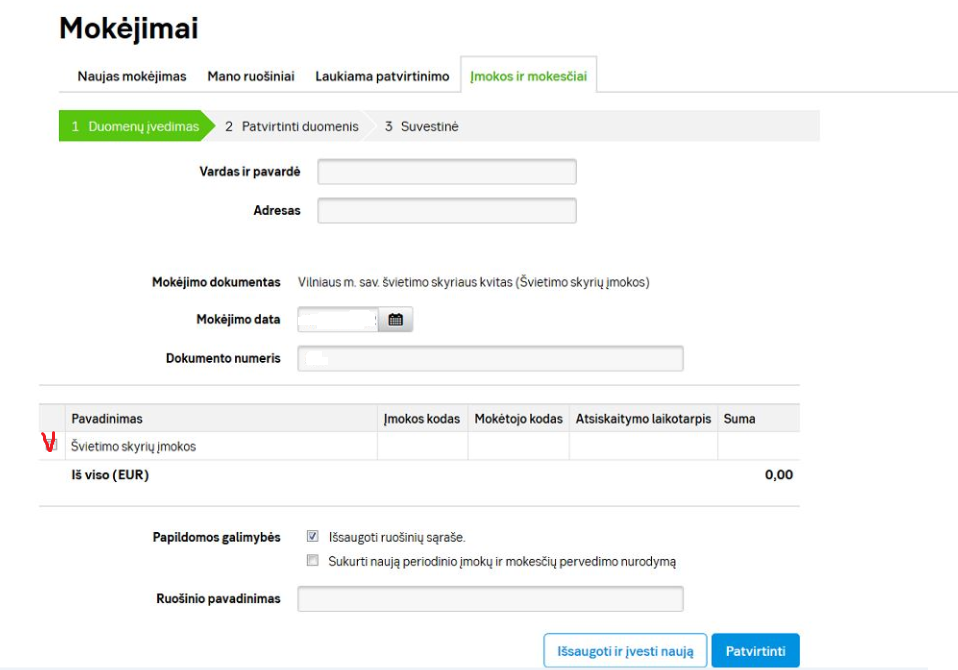 Mokėjimai
Naujas mokėjimas Mano ruošiniai Laukiama patvirtinimo Įmokos ir mokesčiai
1 Duomenų įvedimas 2 Patvirtinti duomenis 3 Suvestinė
Vardas ir pavardė
Adresas
Mokėjimo dokumentas Vilniaus m. sav. švietimo skyriaus kvitas (Švietimo skyrių įmokos)
Mokėjimo data
Dokumento numeris
Pavadinimas Įmokos kodas Mokėtojo kodas Atsiskaitymo laikotarpis Suma
V Švietimo skyrių įmokos
Iš viso (EUR) 0,00
Papildomos galimybės Išsaugoti ruošinių sąraše.
Sukurti naują periodinio įmokų ir mokesčių pervedimo nurodymą
Ruošinio pavadinimas
Išsaugoti ir įvesti naują Patvirtinti